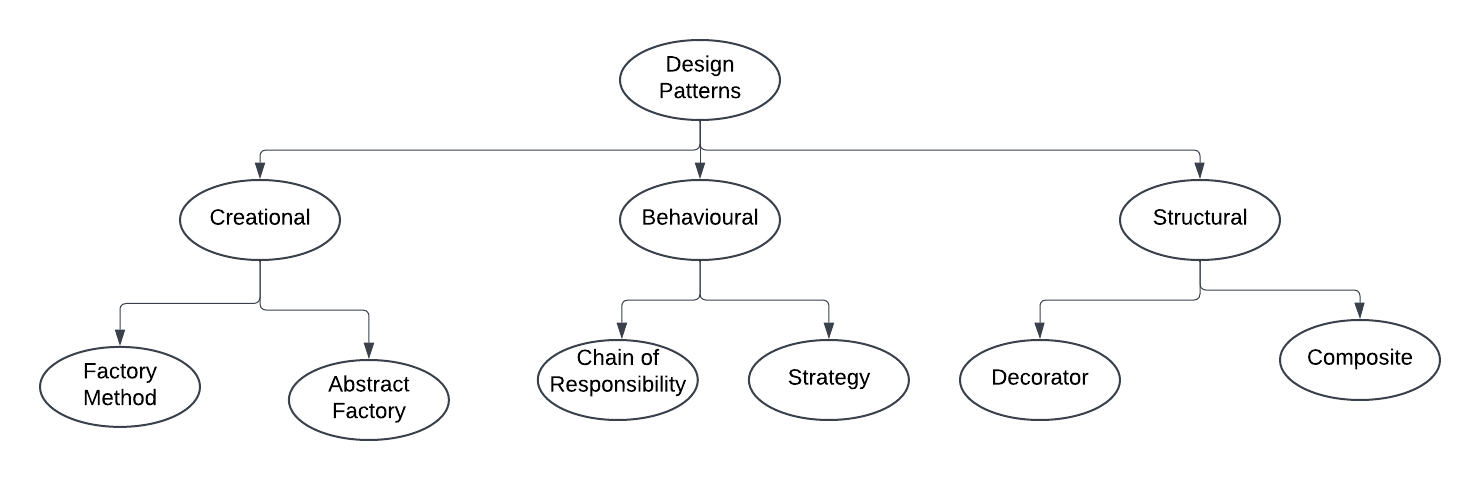 Design
Patterns
Creational
Behavioural
Structural
Factory
Method
Abstract
Factory
Chain of
Responsibility
Strategy
Decorator
Composite